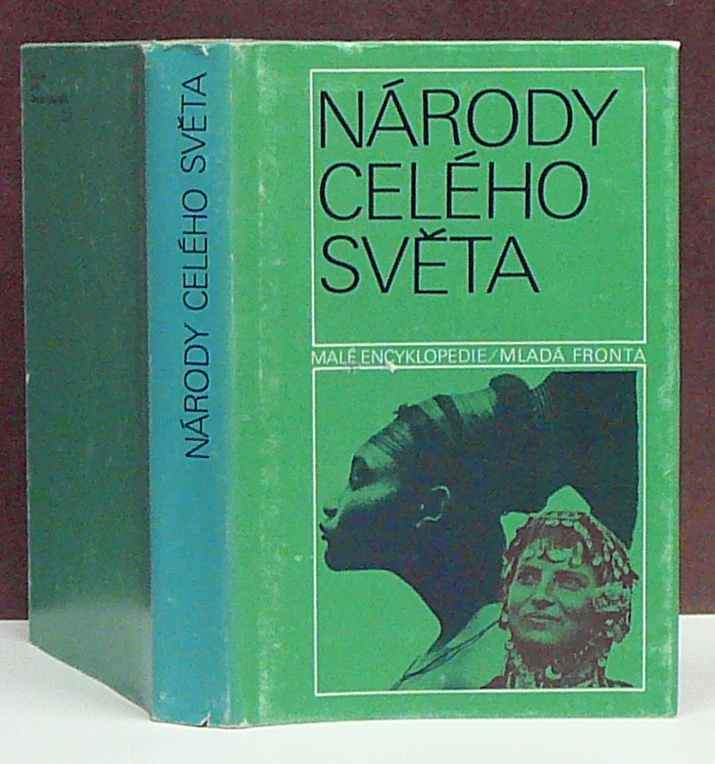 NÁRODY CELÉHO SVĚTA
NÁRODY
CELÉHO
SVĚTA
MALÉ ENCYKLOPEDIE/MLADÁ FRONTA